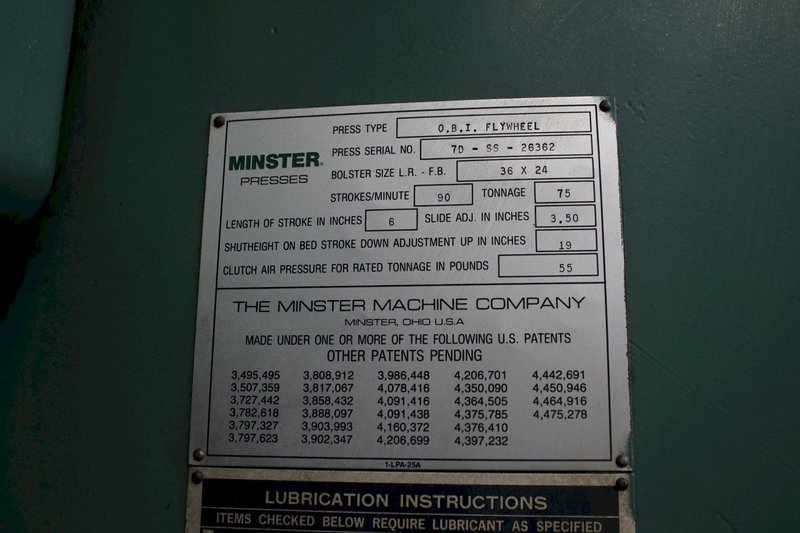 PRESS TYPE O.B.I. FLYWHEEL
MINSTER®
PRESSES
PRESS SERIAL NO. 7D - SS - 26362
BOLSTER SIZE L.R. - F.B. 36 X 24
STROKES/MINUTE 90 TONNAGE 75
LENGTH OF STROKE IN INCHES 6 SLIDE ADJ. IN INCHES 3.50
SHUTHEIGHT ON BED STROKE DOWN ADJUSTMENT UP IN INCHES 19
CLUTCH AIR PRESSURE FOR RATED TONNAGE IN POUNDS 55
THE MINSTER MACHINE COMPANY
MINSTER, OHIO U.S.A
MADE UNDER ONE OR MORE OF THE FOLLOWING U.S. PATENTS
OTHER PATENTS PENDING
3,495,495 3,808,912 3,986,448 4,206,701 4,442,691
3,507,359 3,817,067 4,078,416 4,350,090 4,450,946
3,727,442 3,858,432 4,091,416 4,364,505 4,464,916
3,782,618 3,888,097 4,091,438 4,375,785 4,475,278
3,797,327 3,903,993 4,160,372 4,376,410
3,797,623 3,902,347 4,206,699 4,397,232
1-LPA-25A
LUBRICATION INSTRUCTIONS
ITEMS CHECKED BELOW REQUIRE LUBRICANT AS SPECIFIED